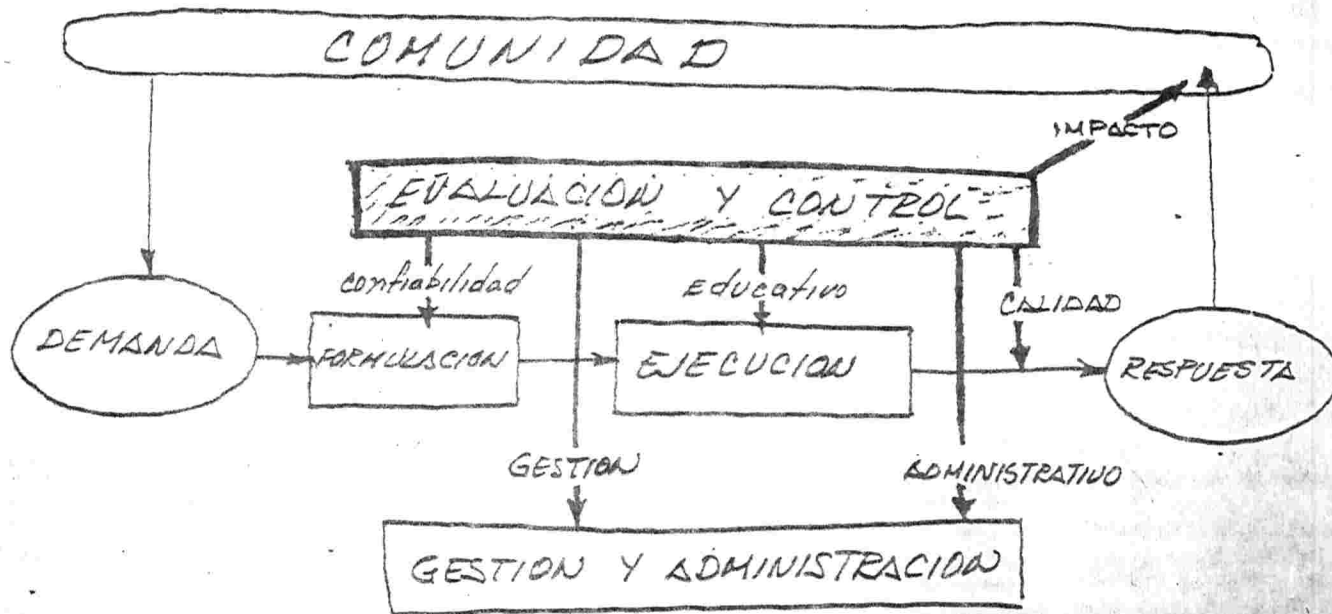 COMUNIDAD
IMPACTO
EVALUACION Y CONTROL
confiabilidad
Educativo
CALIDAD
DEMANDA
FORMULACION
EJECUCION
RESPUESTA
GESTION
ADMINISTRATIVO
GESTION Y ADMINISTRACION